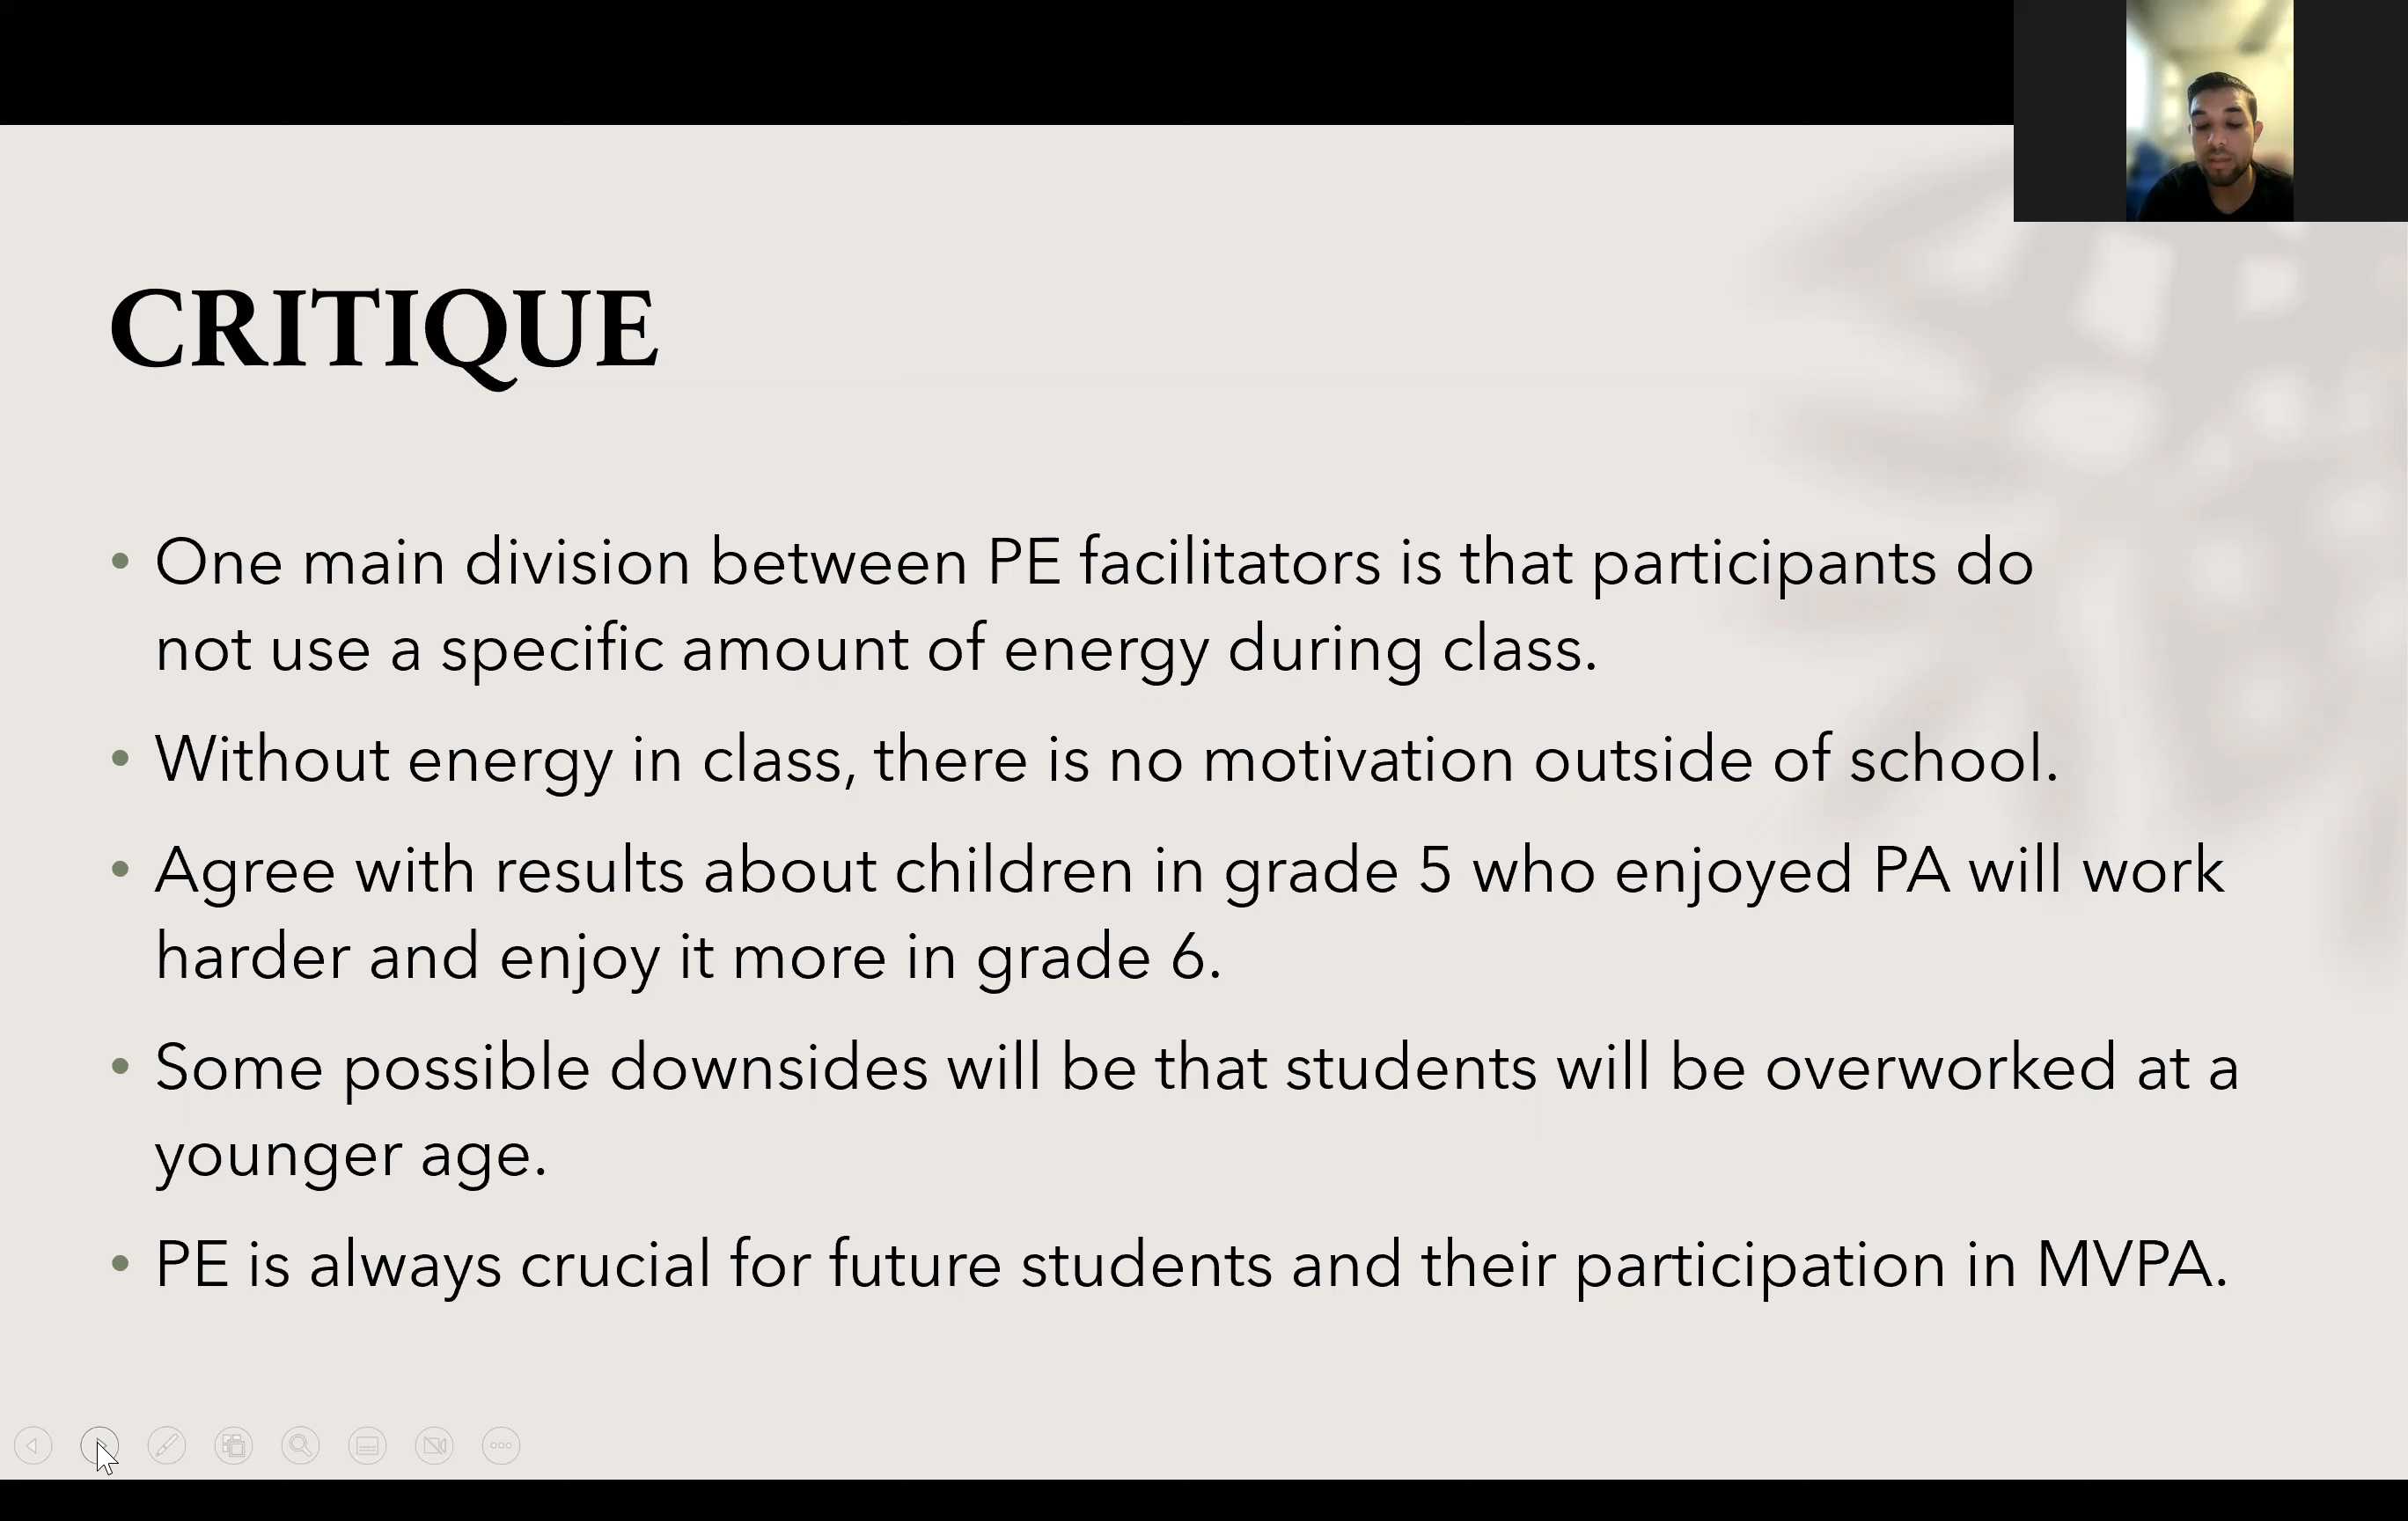 CRITIQUE
• One main division between PE facilitators is that participants do
not use a specific amount of energy during class.
• Without energy in class, there is no motivation outside of school.
• Agree with results about children in grade 5 who enjoyed PA will work
harder and enjoy it more in grade 6.
• Some possible downsides will be that students will be overworked at a
younger age.
• PE is always crucial for future students and their participation in MVPA.